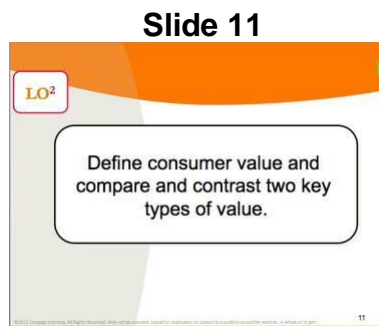 Slide 11
LO²
Define consumer value and
compare and contrast two key
types of value.
11